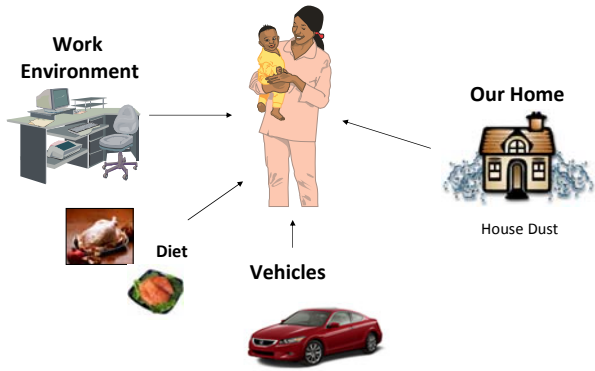 Work
Environment
Our Home
House Dust
Diet
Vehicles